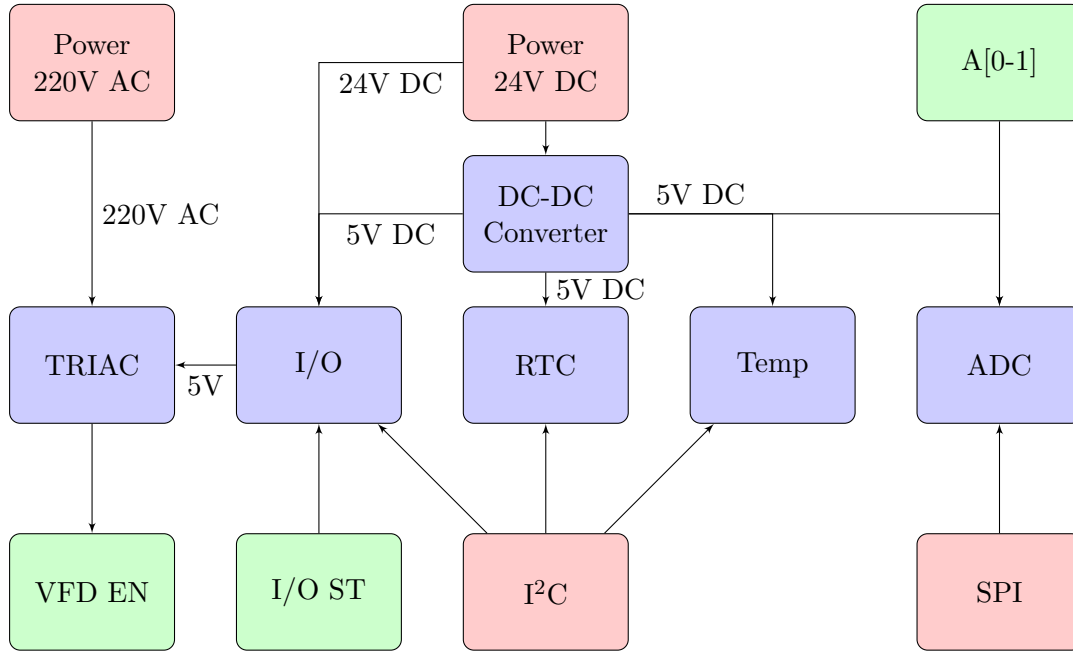 Power
220V AC
Power
24V DC
A[0-1]
24V DC
DC-DC
Converter
5V DC
220V AC
5V DC
5V DC
TRIAC
I/O
RTC
Temp
ADC
5V
VFD EN
I/O ST
I²C
SPI